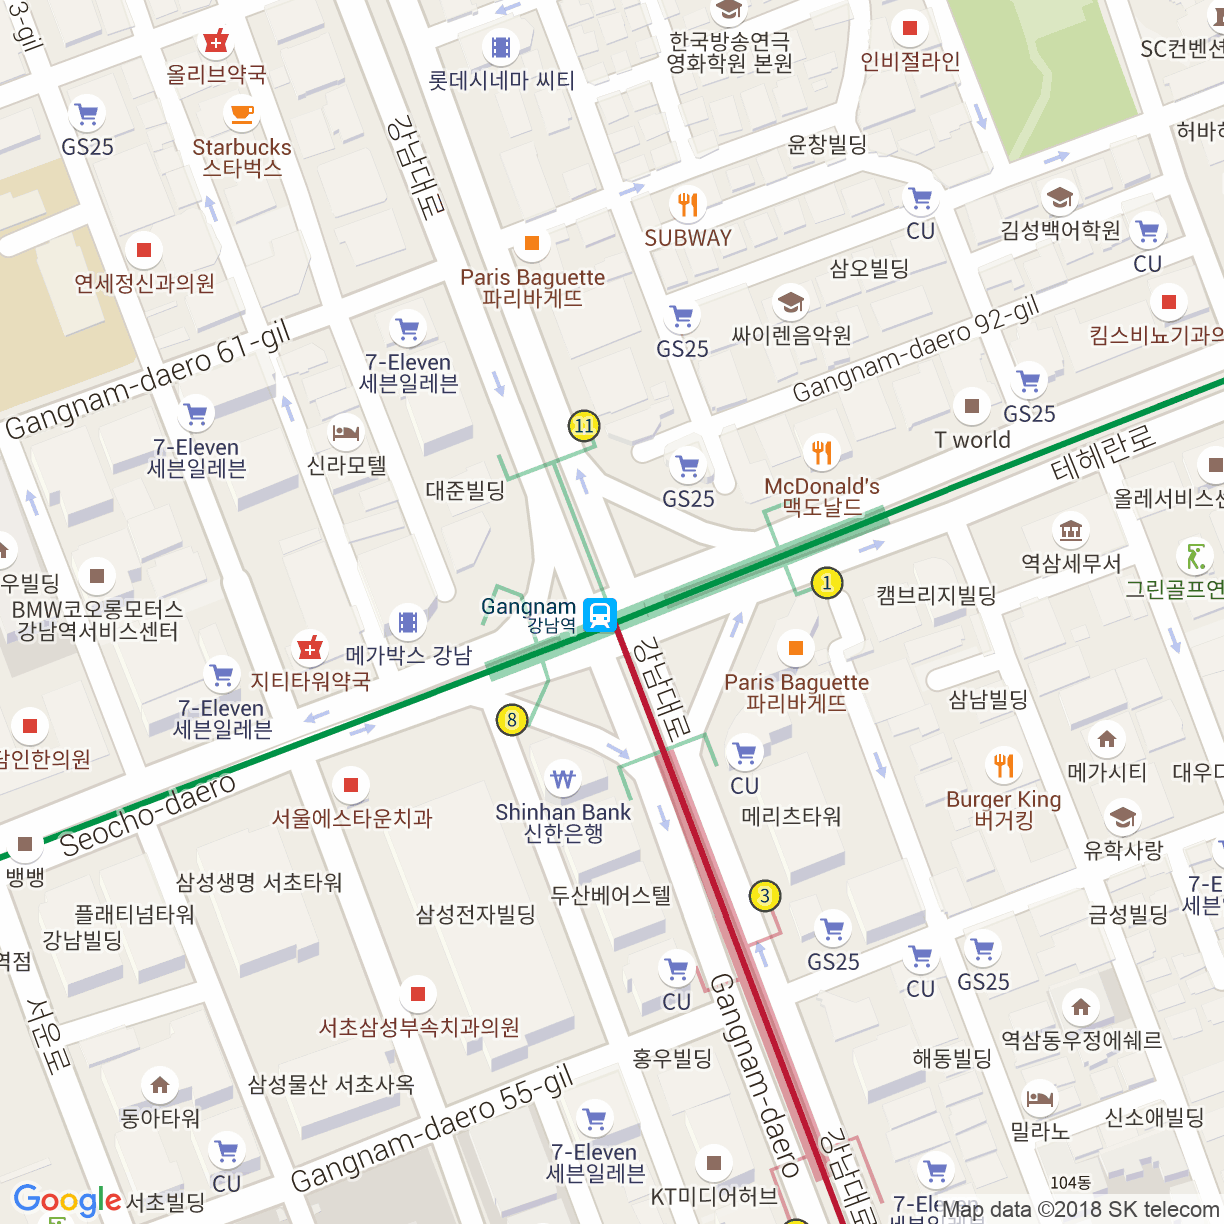 3-gil
올리브약국
롯데시네마 씨티
한국방송연극
영화학원 본원
인비절라인
SC컨벤션
GS25
Starbucks
스타벅스
강남대로
윤창빌딩
허바허
연세정신과의원
Paris Baguette
파리바게뜨
SUBWAY
CU
김성백어학원
CU
삼오빌딩
Gangnam-daero 61-gil
7-Eleven
세븐일레븐
GS25
싸이렌음악원
Gangnam-daero 92-gil
킴스비뇨기과의
7-Eleven
세븐일레븐
신라모텔
11
GS25
T world
GS25
테헤란로
대준빌딩
McDonald's
맥도날드
올레서비스센
우빌딩
BMW코오롱모터스
강남역서비스센터
Gangnam
강남역
1
캠브리지빌딩
역삼세무서
그린골프연
지티타워약국
메가박스 강남
강남대로
Paris Baguette
파리바게뜨
삼남빌딩
7-Eleven
세븐일레븐
8
담인한의원
CU
메가시티
대우디
Seocho-daero
서울에스타운치과
Shinhan Bank
신한은행
메리츠타워
Burger King
버거킹
유학사랑
뱅뱅
삼성생명 서초타워
두산베어스텔
3
7-E
세븐
플래티넘타워
강남빌딩
삼성전자빌딩
금성빌딩
역점
서운로
GS25
CU
GS25
CU
Gangnam-daero
서초삼성부속치과의원
역삼동우정에쉐르
홍우빌딩
해동빌딩
삼성물산 서초사옥
Gangnam-daero 55-gil
동아타워
밀라노
신소애빌딩
CU
7-Eleven
세븐일레븐
강남대로
KT미디어허브
104동
Google
서초빌딩
7-Eleven
세븐일레븐
Map data ©2018 SK telecom